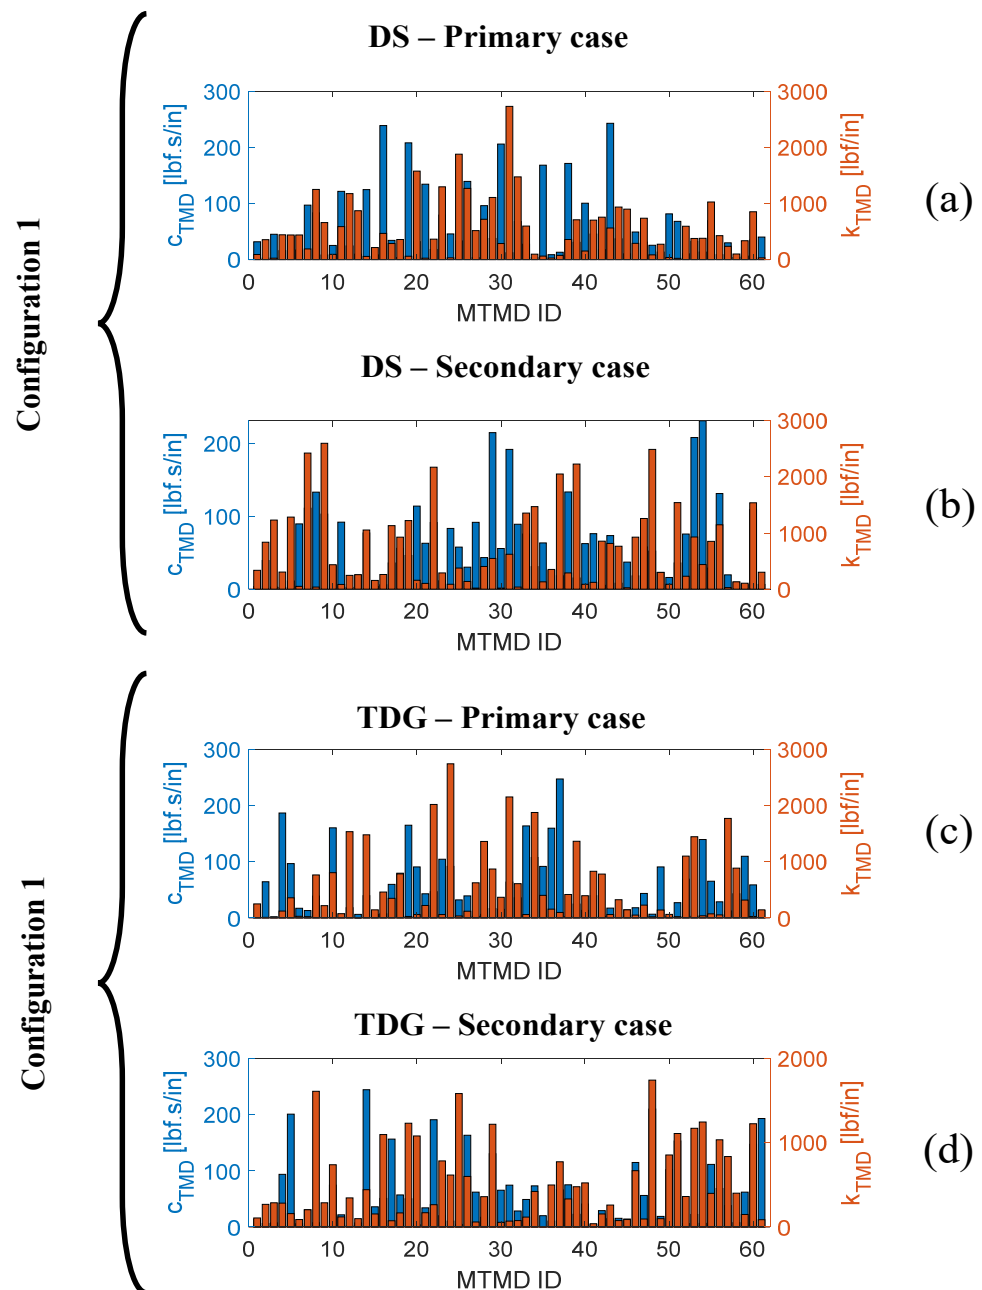 Configuration 1
DS – Primary case
300
200
100
0
c_TMD [lbf.s/in]
3000
2000
1000
0
k_TMD [lbf/in]
0 10 20 30 40 50 60
MTMD ID
(a)
DS – Secondary case
200
100
0
c_TMD [lbf.s/in]
3000
2000
1000
0
k_TMD [lbf/in]
0 10 20 30 40 50 60
MTMD ID
(b)
Configuration 1
TDG – Primary case
300
200
100
0
c_TMD [lbf.s/in]
3000
2000
1000
0
k_TMD [lbf/in]
0 10 20 30 40 50 60
MTMD ID
(c)
TDG – Secondary case
300
200
100
0
c_TMD [lbf.s/in]
2000
1000
0
k_TMD [lbf/in]
0 10 20 30 40 50 60
MTMD ID
(d)